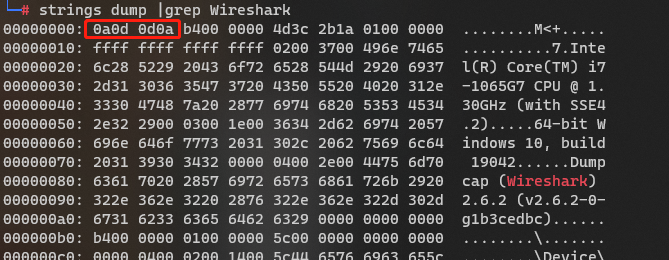 └─# strings dump |grep Wireshark
00000000: 0a0d 0d0a b400 0000 4d3c 2b1a 0100 0000 ........M<+.....
00000010: ffff ffff ffff ffff 0200 3700 496e 7465 ..........7.Inte
00000020: 6c28 5229 2043 6f72 6528 544d 2920 6937 l(R) Core(TM) i7
00000030: 2d31 3036 3547 3720 4350 5520 4020 312e -1065G7 CPU @ 1.
00000040: 3330 4748 7a20 2877 6974 6820 5353 4534 30GHz (with SSE4
00000050: 2e32 2900 0300 1e00 3634 2d62 6974 2057 .2).....64-bit W
00000060: 696e 646f 7773 2031 302c 2062 7569 6c64 indows 10, build
00000070: 2031 3930 3432 0000 0400 2e00 4475 6d70  19042......Dump
00000080: 6361 7020 2857 6972 6573 6861 726b 2920 cap (Wireshark)
00000090: 322e 362e 3220 2876 322e 362e 322d 302d 2.6.2 (v2.6.2-0-
000000a0: 6731 6233 6365 6462 6329 0000 0000 0000 g1b3cedbc)......
000000b0: b400 0000 0100 0000 5c00 0000 0000 0000 ........\.......
000000c0: 0000 0400 0200 1400 5c44 6576 6963 655c ........\Device\